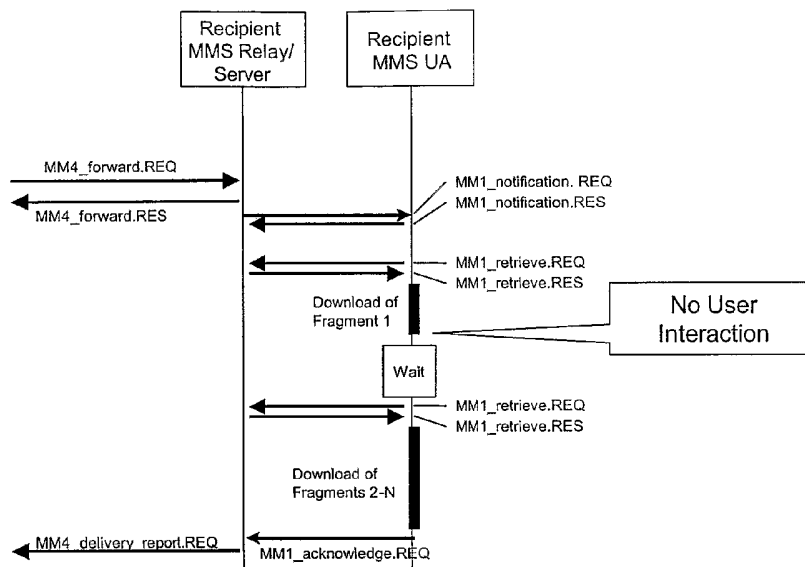 Recipient
MMS Relay/
Server
Recipient
MMS UA
MM4_forward.REQ
MM4_forward.RES
MM1_notification. REQ
MM1_notification.RES
MM1_retrieve.REQ
MM1_retrieve.RES
Download of
Fragment 1
No User
Interaction
Wait
MM1_retrieve.REQ
MM1_retrieve.RES
Download of
Fragments 2-N
MM4_delivery_report.REQ
MM1_acknowledge.REQ